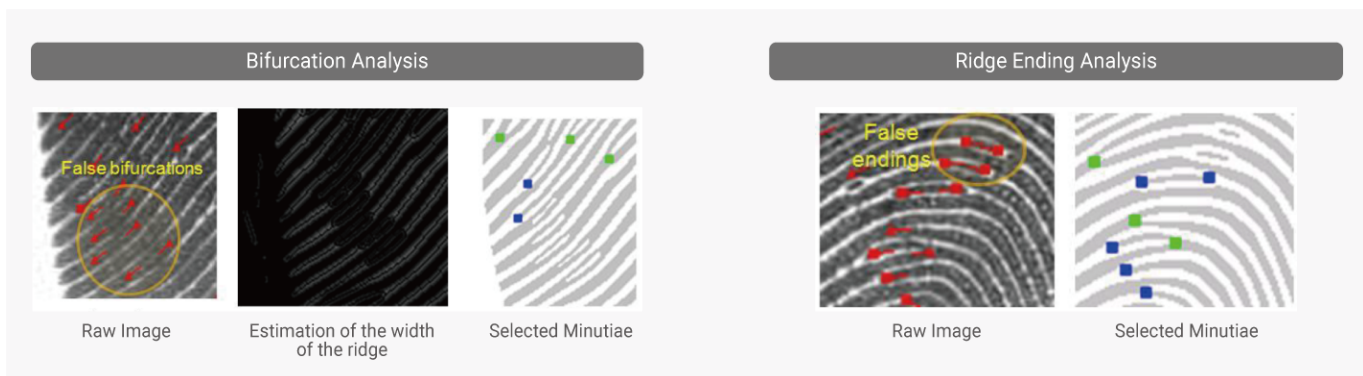 Bifurcation Analysis
False bifurcations
Raw Image
Estimation of the width
of the ridge
Selected Minutiae
Ridge Ending Analysis
False
endings
Raw Image
Selected Minutiae